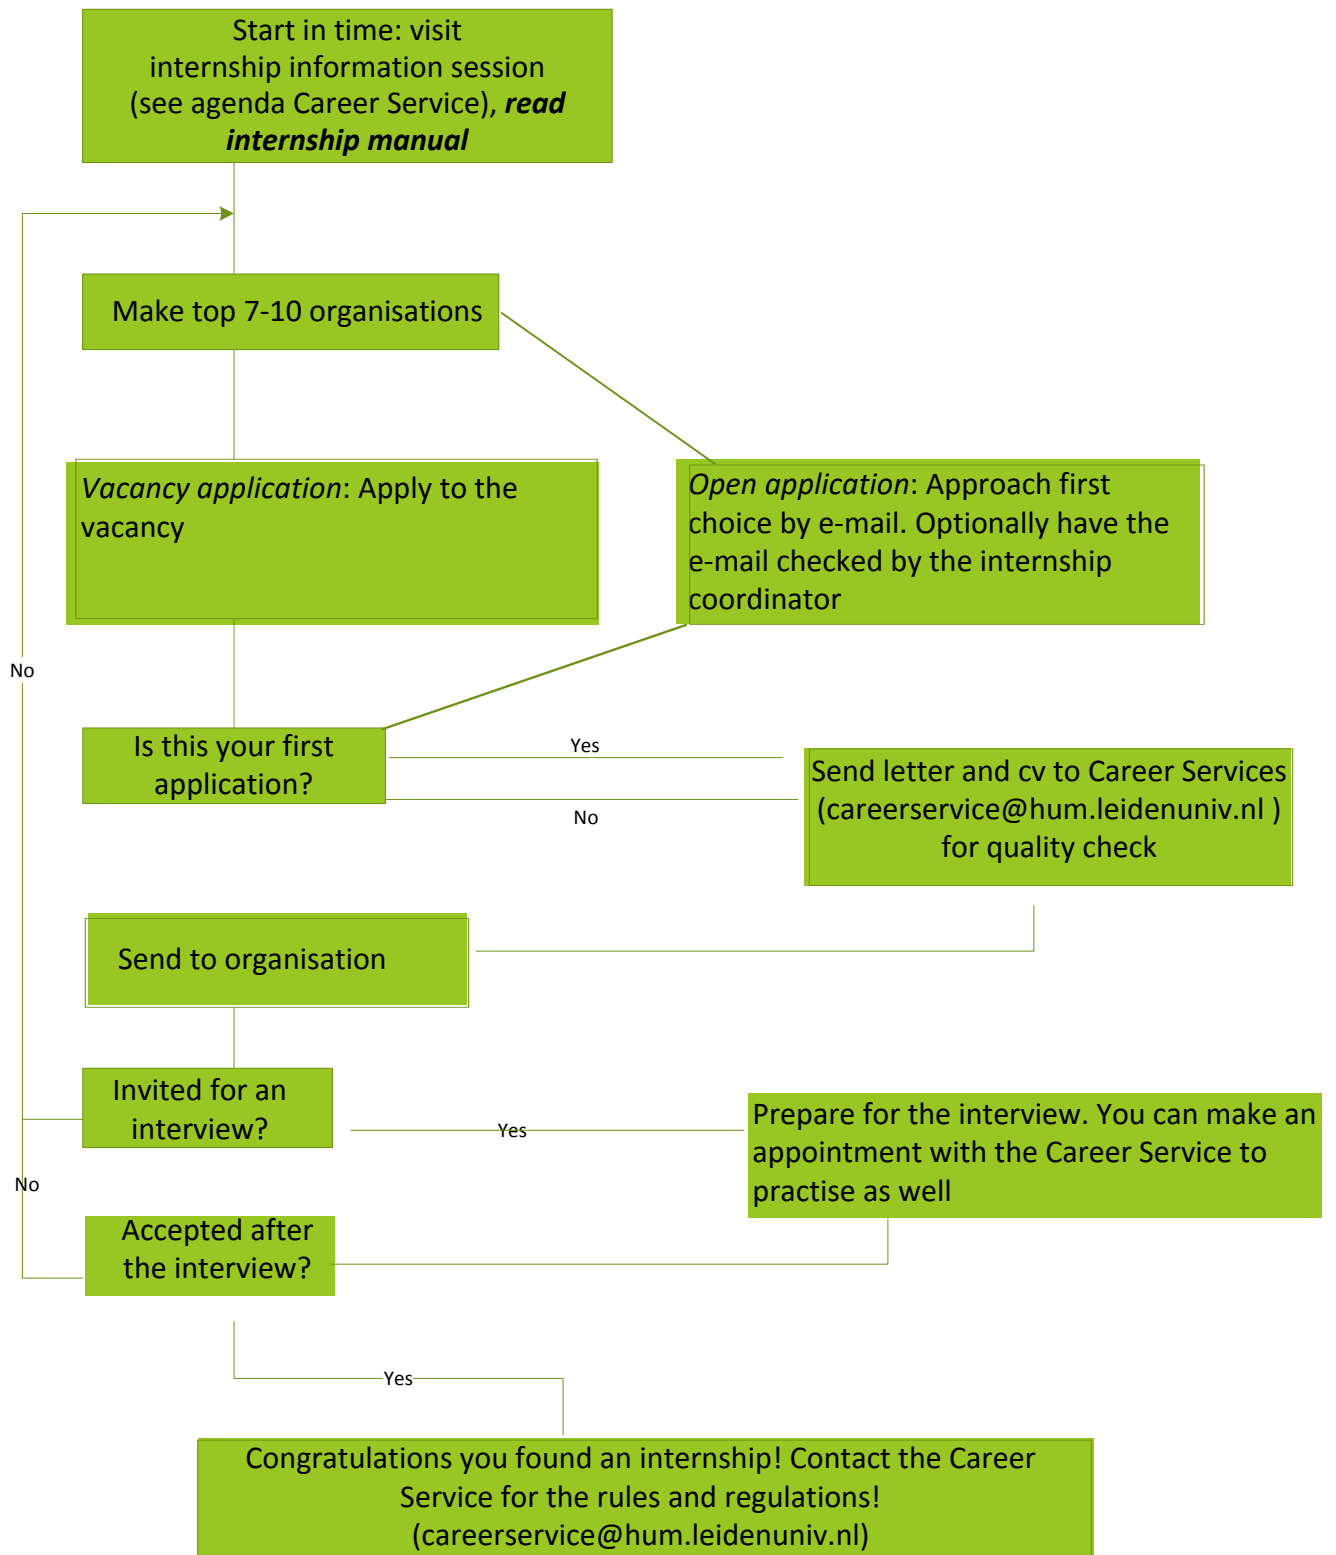 Start in time: visit
internship information session
(see agenda Career Service), read
internship manual
Make top 7-10 organisations
Vacancy application: Apply to the
vacancy
Open application: Approach first
choice by e-mail. Optionally have the
e-mail checked by the internship
coordinator
No
Is this your first
application?
Yes
No
Send letter and cv to Career Services
(careerservice@hum.leidenuniv.nl )
for quality check
Send to organisation
Invited for an
interview?
Yes
Prepare for the interview. You can make an
appointment with the Career Service to
practise as well
No
Accepted after
the interview?
Yes
Congratulations you found an internship! Contact the Career
Service for the rules and regulations!
(careerservice@hum.leidenuniv.nl)